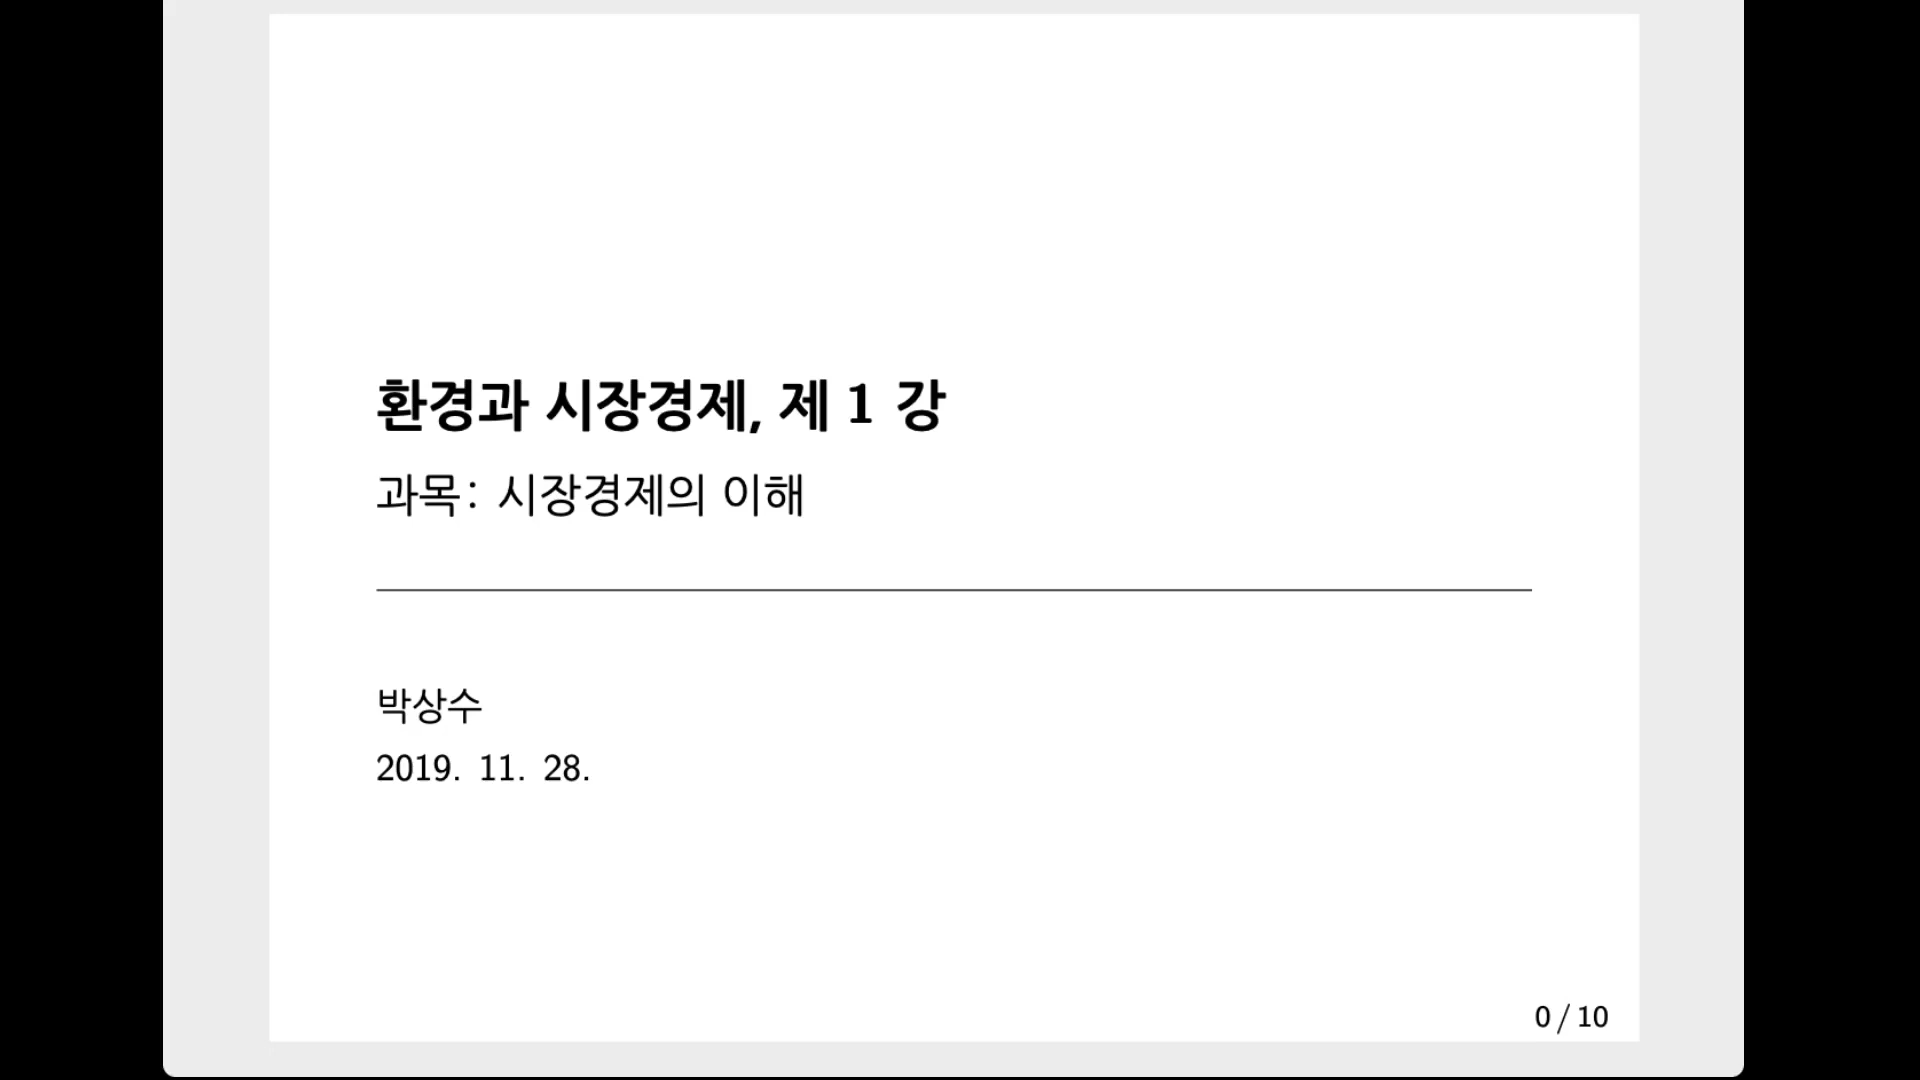 환경과 시장경제, 제 1 강
과목: 시장경제의 이해
박상수
2019. 11. 28.
0 / 10